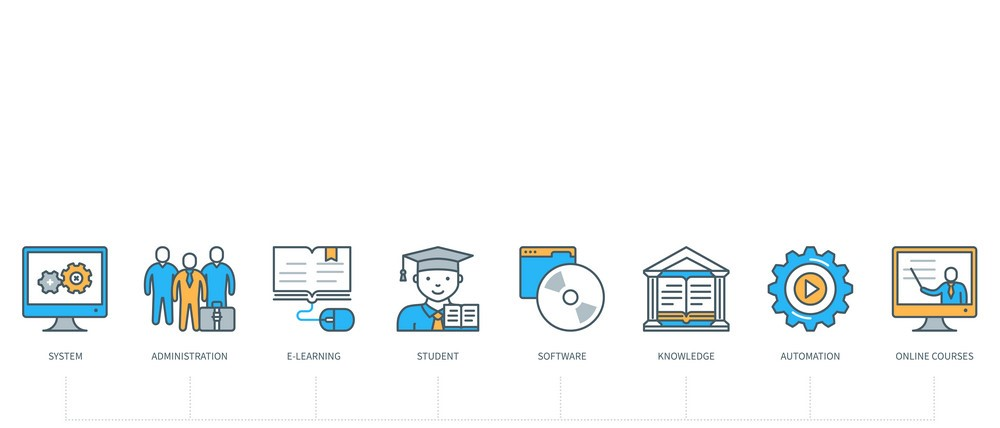 SYSTEM
ADMINISTRATION
E-LEARNING
STUDENT
SOFTWARE
KNOWLEDGE
AUTOMATION
ONLINE COURSES